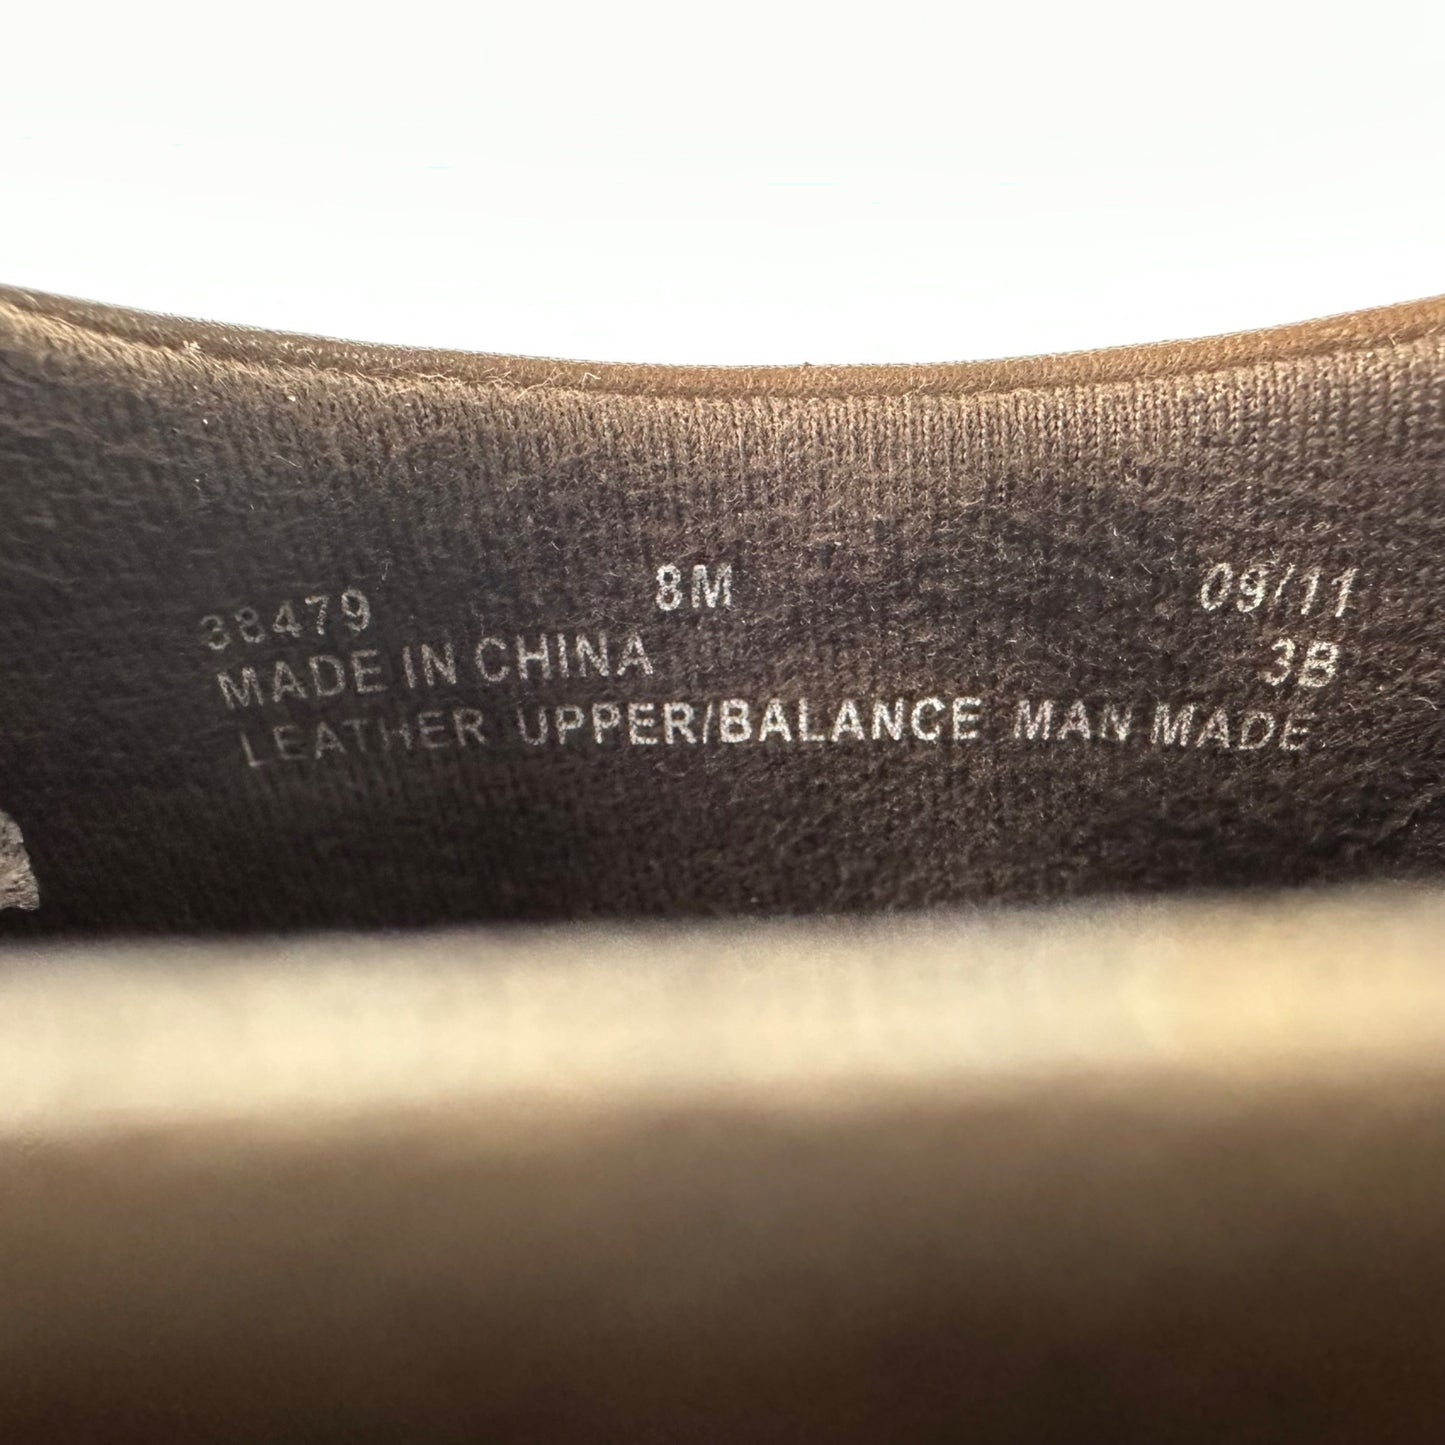 38479 8M 09/11
MADE IN CHINA 3B
LEATHER UPPER/BALANCE MAN MADE